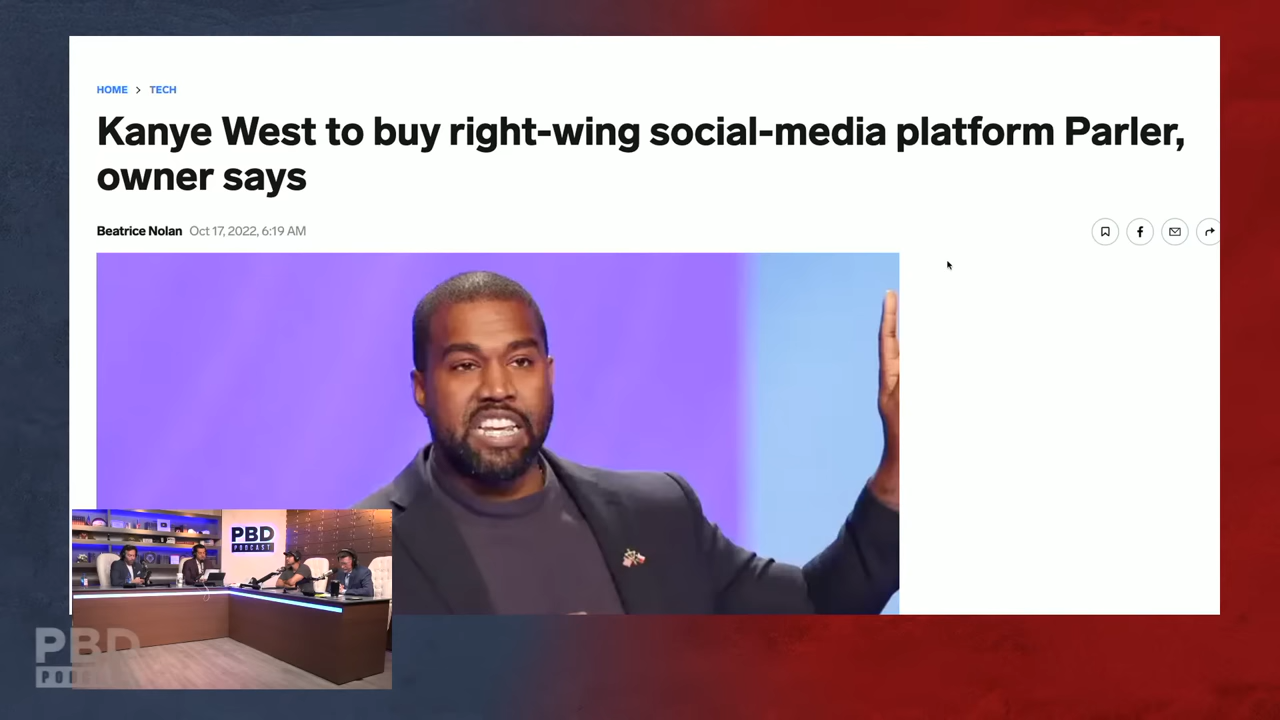 HOME > TECH
Kanye West to buy right-wing social-media platform Parler,
owner says
Beatrice Nolan Oct 17, 2022, 6:19 AM
PBD
PODCAST
PBD